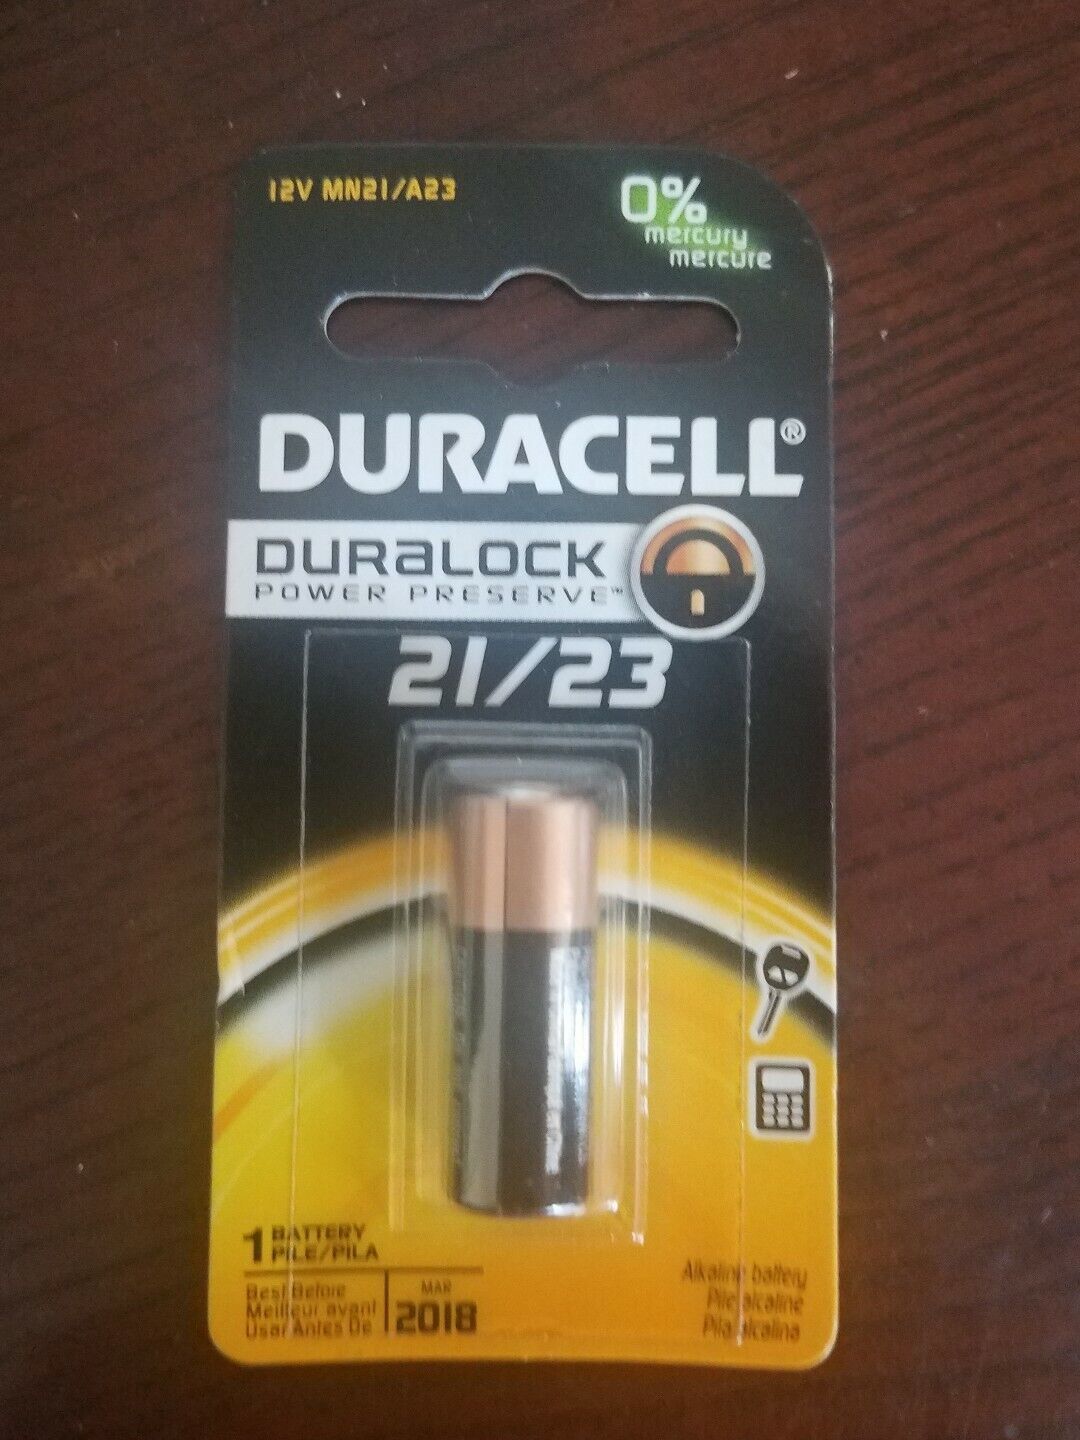 12V MN21/A23
0%
mercury
mercure
DURACELL®
DURALOCK
POWER PRESERVE™
21/23
1 BATTERY
PILE/PILA
Best Before
Meilleur avant
Usar Antes De
MAR
2018
Alkaline battery
Pile alcaline
Pila alcalina